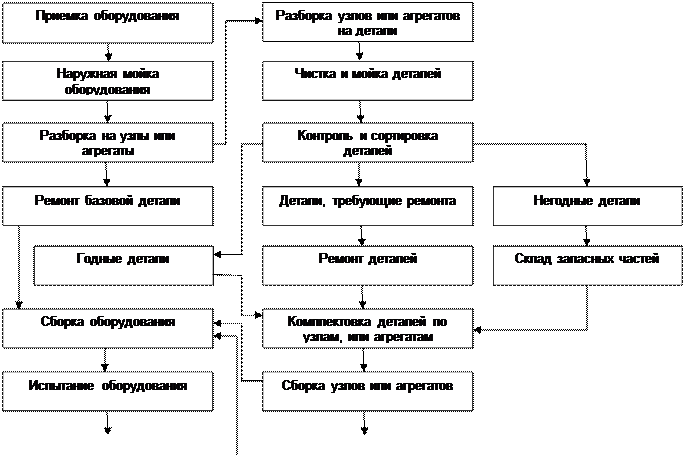 Приемка оборудования
Наружная мойка
оборудования
Разборка на узлы или
агрегаты
Ремонт базовой детали
Годные детали
Сборка оборудования
Испытание оборудования
Разборка узлов или агрегатов
на детали
Чистка и мойка деталей
Контроль и сортировка
деталей
Детали, требующие ремонта
Ремонт деталей
Комплектовка деталей по
узлам, или агрегатам
Сборка узлов или агрегатов
Негодные детали
Склад запасных частей